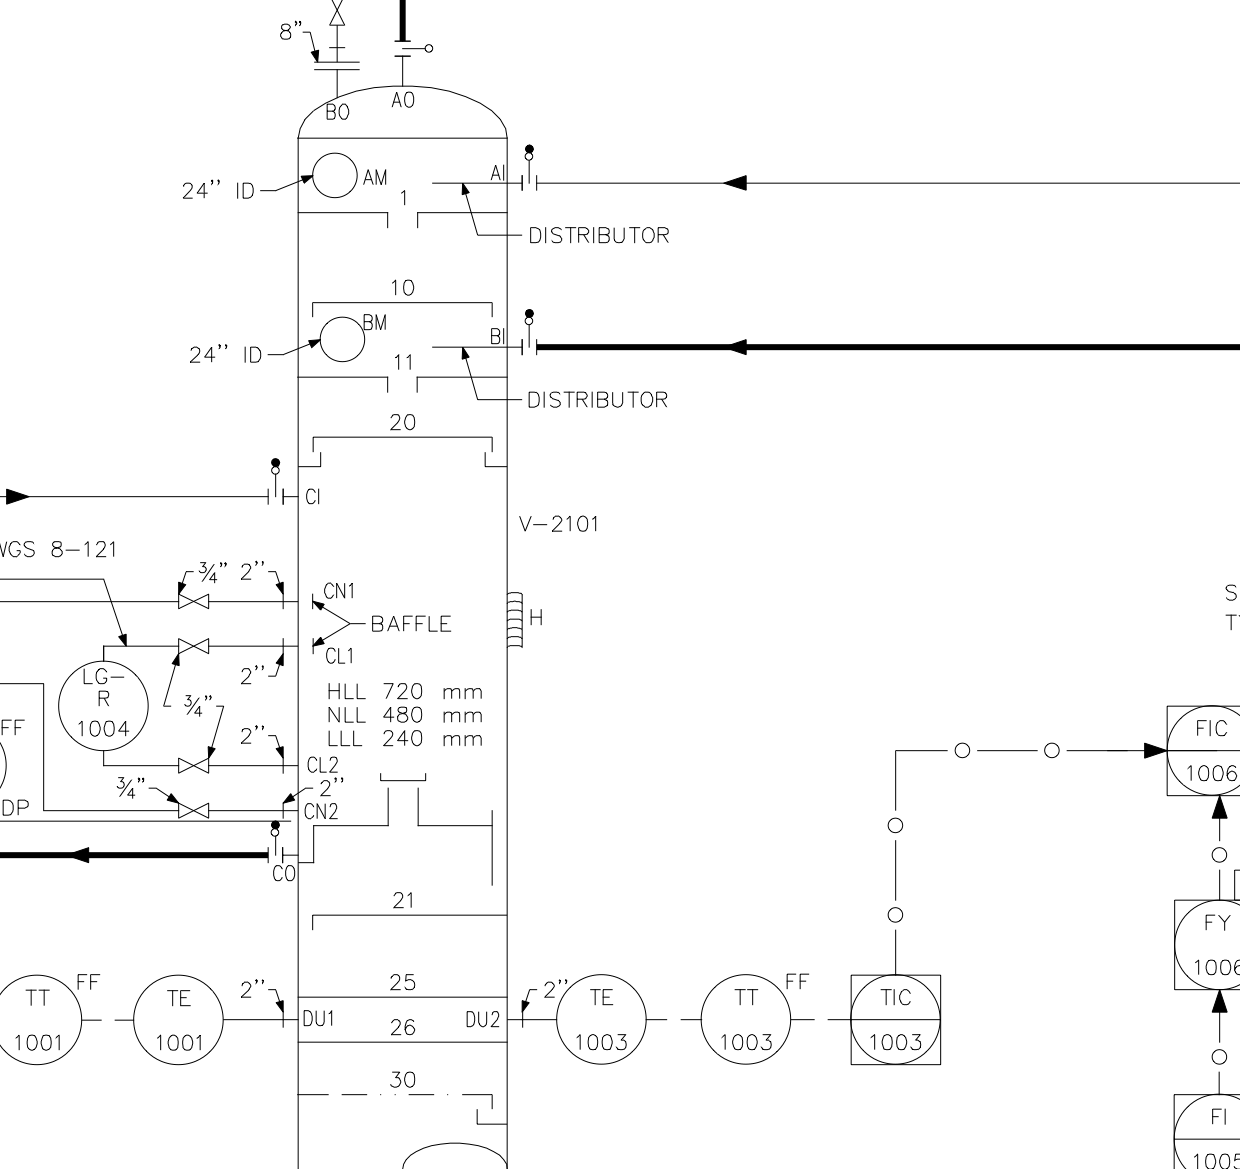 8"
BO
AO
24" ID
AM
AI
1
DISTRIBUTOR
10
BM
BI
24" ID
11
DISTRIBUTOR
20
CI
V-2101
WGS 8-121
3/4"
2"
CN1
BAFFLE
H
CL1
2"
LG-
R
1004
3/4"
HLL 720 mm
NLL 480 mm
LLL 240 mm
FF
2"
CL2
3/4"
2"
DP
CN2
CO
FIC
1006
21
FY
1006
25
FF
TT
1001
TE
1001
2"
DU1
26
DU2
2"
TE
1003
TT
1003
FF
TIC
1003
30
FI
1005